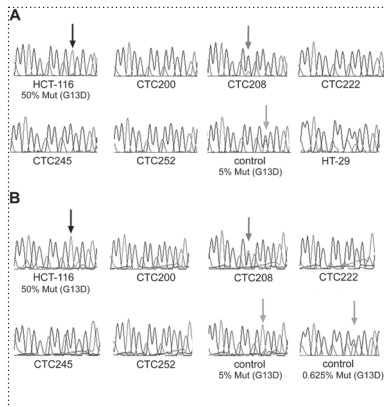 A
HCT-116 CTC200 CTC208 CTC222
50% Mut (G13D)
CTC245 CTC252 control HT-29
5% Mut (G13D)
B
HCT-116 CTC200 CTC208 CTC222
50% Mut (G13D)
CTC245 CTC252 control control
5% Mut (G13D) 0.625% Mut (G13D)